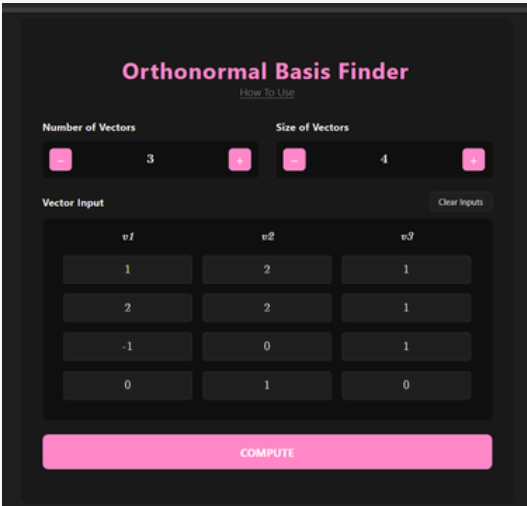 Orthonormal Basis Finder
How To Use
Number of Vectors Size of Vectors
− 3 + − 4 +
Vector Input Clear Inputs
v1 v2 v3
1 2 1
2 2 1
-1 0 1
0 1 0
COMPUTE